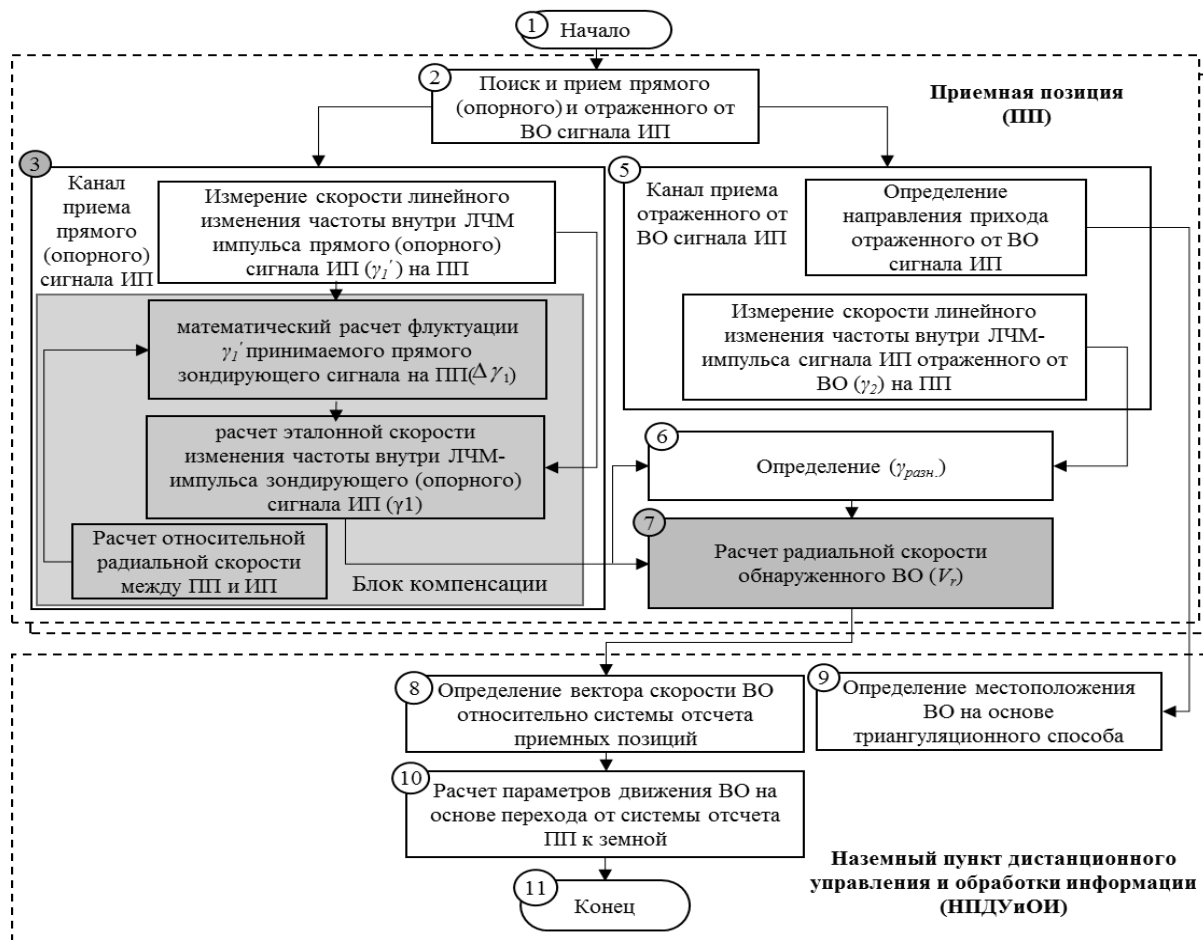 1
Начало
2
Поиск и прием прямого
(опорного) и отраженного от
ВО сигнала ИП
Приемная позиция
(ПП)
3
Канал
приема
прямого
(опорного)
сигнала ИП
Измерение скорости линейного
изменения частоты внутри ЛЧМ
импульса прямого (опорного)
сигнала ИП (γ1') на ПП
математический расчет флуктуации
γ1' принимаемого прямого
зондирующего сигнала на ПП(Δγ1)
расчет эталонной скорости
изменения частоты внутри ЛЧМ-
импульса зондирующего (опорного)
сигнала ИП (γ1)
Расчет относительной
радиальной скорости
между ПП и ИП
Блок компенсации
5
Канал приема
отраженного от
ВО сигнала ИП
Определение
направления прихода
отраженного от ВО
сигнала ИП
Измерение скорости линейного
изменения частоты внутри ЛЧМ-
импульса сигнала ИП отраженного от
ВО (γ2) на ПП
6
Определение (γразн.)
7
Расчет радиальной скорости
обнаруженного ВО (Vr)
8
Определение вектора скорости ВО
относительно системы отсчета
приемных позиций
9
Определение местоположения
ВО на основе
триангуляционного способа
10
Расчет параметров движения ВО на
основе перехода от системы отсчета
ПП к земной
11
Конец
Наземный пункт дистанционного
управления и обработки информации
(НПДУиОИ)